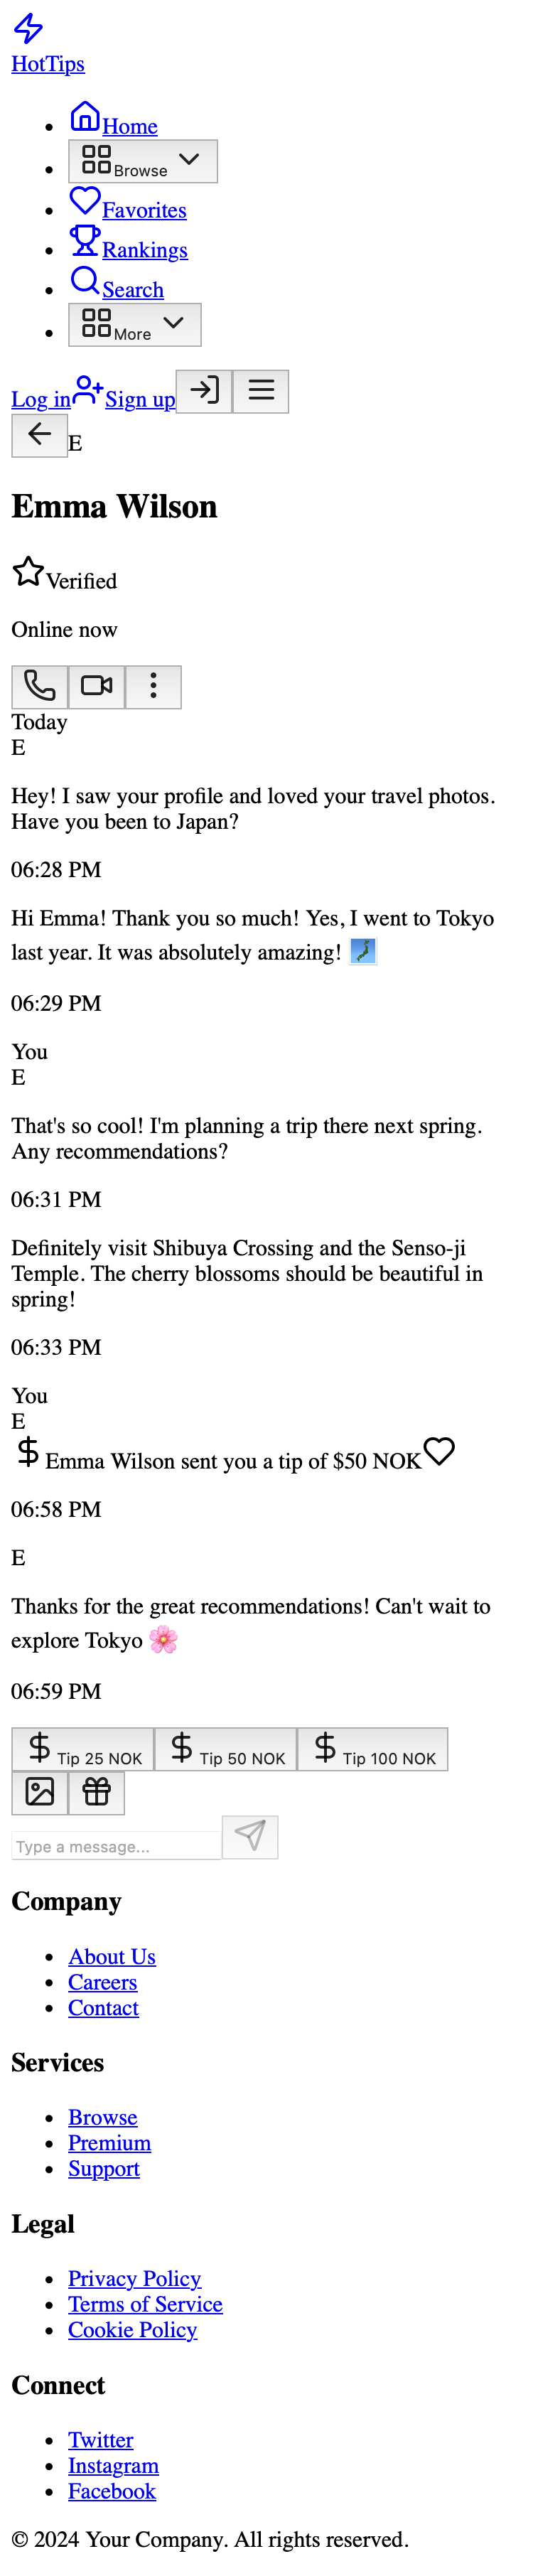 HotTips
Home
Browse
Favorites
Rankings
Search
More
Log in Sign up
E
Emma Wilson
Verified
Online now
Today
E
Hey! I saw your profile and loved your travel photos.
Have you been to Japan?
06:28 PM
Hi Emma! Thank you so much! Yes, I went to Tokyo
last year. It was absolutely amazing! 🗾
06:29 PM
You
E
That's so cool! I'm planning a trip there next spring.
Any recommendations?
06:31 PM
Definitely visit Shibuya Crossing and the Senso-ji
Temple. The cherry blossoms should be beautiful in
spring!
06:33 PM
You
E
Emma Wilson sent you a tip of $50 NOK
06:58 PM
E
Thanks for the great recommendations! Can't wait to
explore Tokyo 🌸
06:59 PM
Tip 25 NOK Tip 50 NOK Tip 100 NOK
Type a message...
Company
About Us
Careers
Contact
Services
Browse
Premium
Support
Legal
Privacy Policy
Terms of Service
Cookie Policy
Connect
Twitter
Instagram
Facebook
© 2024 Your Company. All rights reserved.